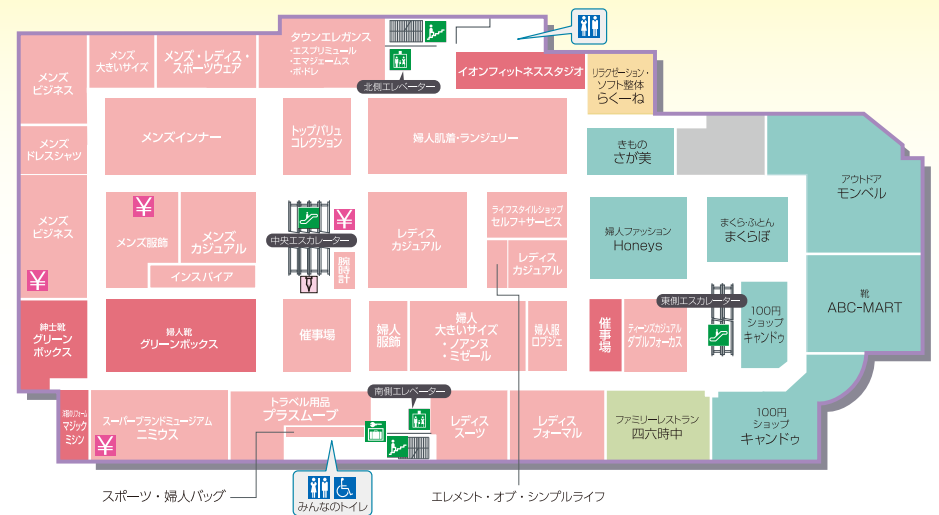 メンズ
ビジネス
メンズ
大きいサイズ
メンズ・レディス・
スポーツウェア
タウンエレガンス
・エスプリミュール
・エマジェームス
・ボ・ドレ
北側エレベーター
イオンフィットネススタジオ
リラクゼーション・
ソフト整体
らくーね
メンズ
ドレスシャツ
メンズインナー
トップバリュ
コレクション
婦人肌着・ランジェリー
きもの
さが美
アウトドア
モンベル
メンズ
ビジネス
¥
¥
メンズ服飾
メンズ
カジュアル
インスパイア
¥
中央エスカレーター
腕時計
レディス
カジュアル
ライフスタイルショップ
セルフ+サービス
レディス
カジュアル
婦人ファッション
Honeys
まくら・ふとん
まくらぼ
紳士靴
グリーン
ボックス
婦人靴
グリーンボックス
催事場
婦人
服飾
婦人
大きいサイズ
・ノアンヌ
・ミゼール
婦人服
ロブジェ
催事場
ティーンズカジュアル
ダブルフォーカス
東側エスカレーター
100円
ショップ
キャンドゥ
靴
ABC-MART
マジック
ミシン
スーパーブランドミュージアム
ニミウス
¥
トラベル用品
プラスムーブ
南側エレベーター
レディス
スーツ
レディス
フォーマル
ファミリーレストラン
四六時中
100円
ショップ
キャンドゥ
スポーツ・婦人バッグ
みんなのトイレ
エレメント・オブ・シンプルライフ